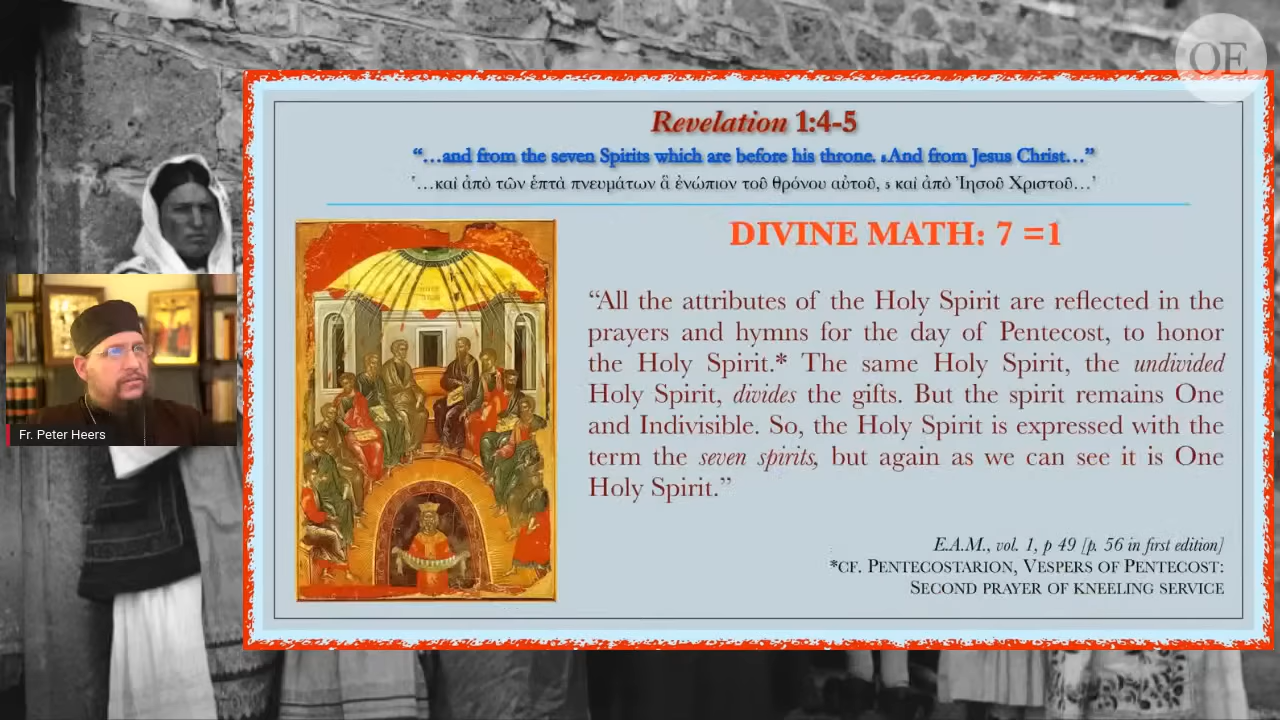 OE
Revelation 1:4-5
“…and from the seven Spirits which are before his throne. 5And from Jesus Christ…”
‘…καὶ ἀπὸ τῶν ἑπτὰ πνευμάτων ἃ ἐνώπιον τοῦ θρόνου αὐτοῦ, 5 καὶ ἀπὸ Ἰησοῦ Χριστοῦ…’
DIVINE MATH: 7 =1
“All the attributes of the Holy Spirit are reflected in the
prayers and hymns for the day of Pentecost, to honor
the Holy Spirit.* The same Holy Spirit, the undivided
Holy Spirit, divides the gifts. But the spirit remains One
and Indivisible. So, the Holy Spirit is expressed with the
term the seven spirits, but again as we can see it is One
Holy Spirit.”
E.A.M., vol. 1, p 49 [p. 56 in first edition]
*CF. PENTECOSTARION, VESPERS OF PENTECOST:
SECOND PRAYER OF KNEELING SERVICE
Fr. Peter Heers